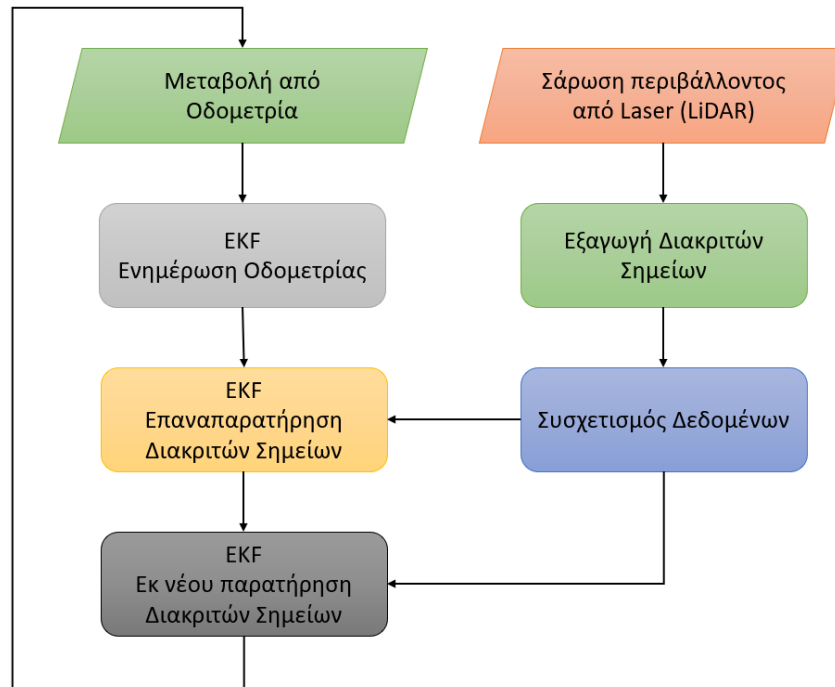 Μεταβολή από
Οδομετρία
Σάρωση περιβάλλοντος
από Laser (LiDAR)
EKF
Ενημέρωση Οδομετρίας
Εξαγωγή Διακριτών
Σημείων
EKF
Επαναπαρατήρηση
Διακριτών Σημείων
Συσχετισμός Δεδομένων
EKF
Εκ νέου παρατήρηση
Διακριτών Σημείων